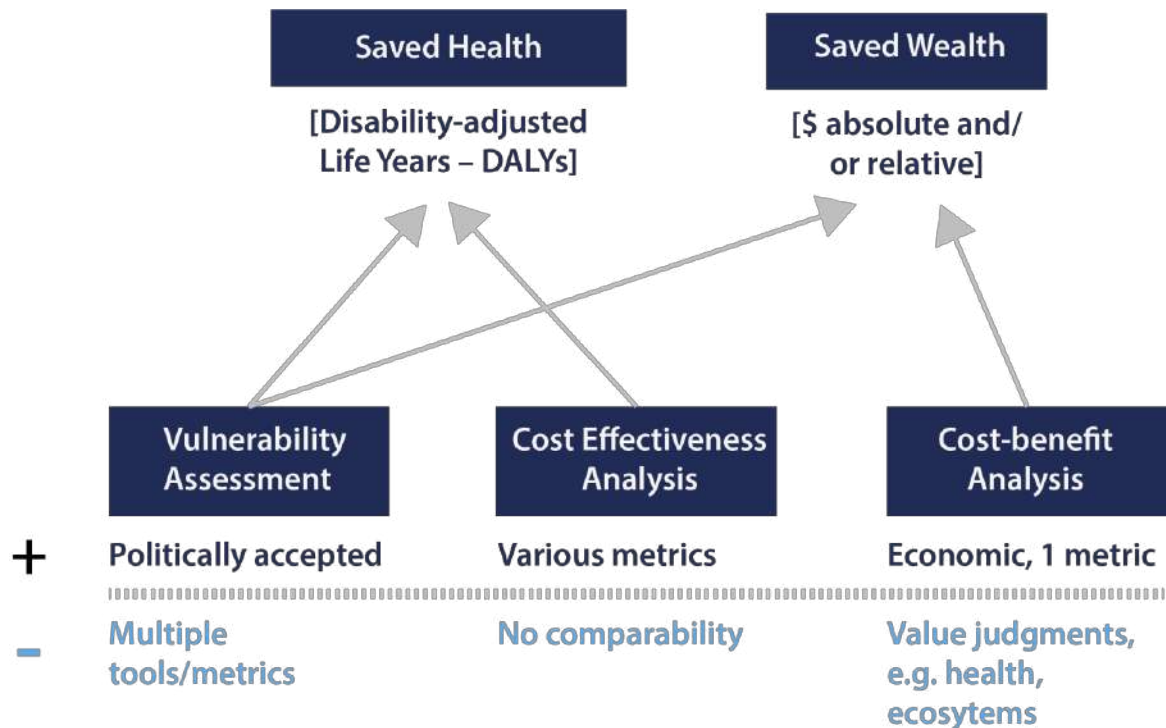 Saved Health
Saved Wealth
[Disability-adjusted
Life Years – DALYs]
[$ absolute and/
or relative]
Vulnerability
Assessment
Cost Effectiveness
Analysis
Cost-benefit
Analysis
+
Politically accepted
Various metrics
Economic, 1 metric
-
Multiple
tools/metrics
No comparability
Value judgments,
e.g. health,
ecosytems